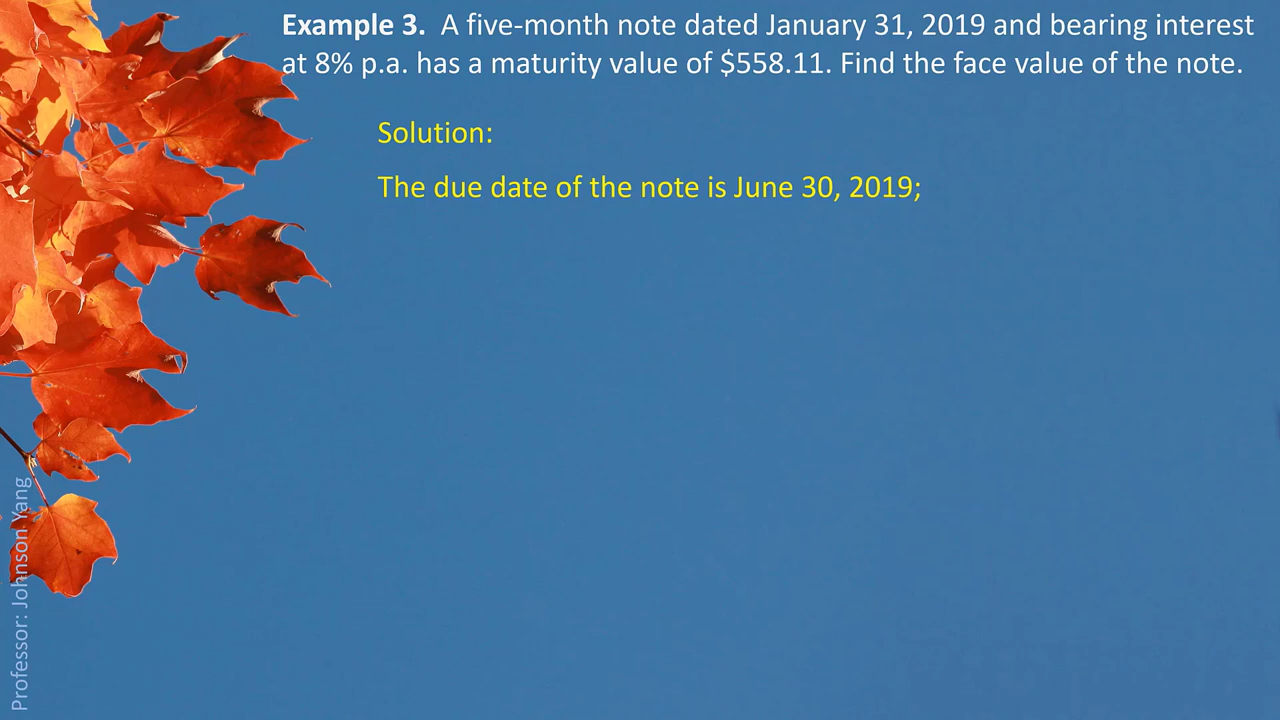 Example 3. A five-month note dated January 31, 2019 and bearing interest
at 8% p.a. has a maturity value of $558.11. Find the face value of the note.
Solution:
The due date of the note is June 30, 2019;
Professor: Johnson Yang